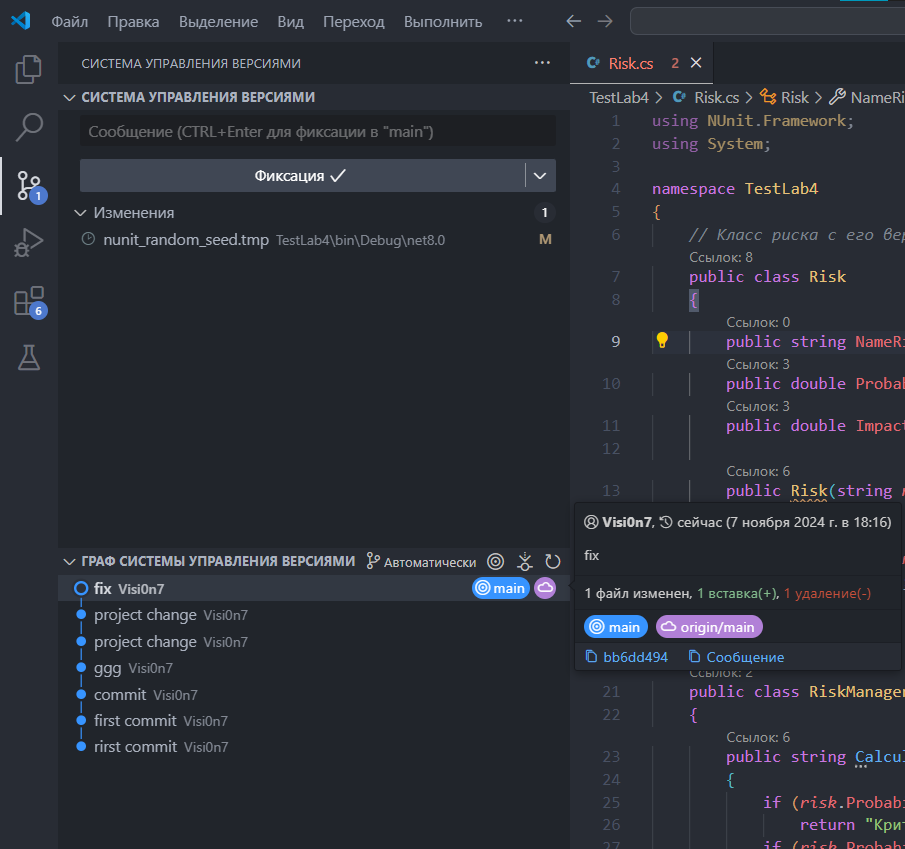 Файл Правка Выделение Вид Переход Выполнить ...
СИСТЕМА УПРАВЛЕНИЯ ВЕРСИЯМИ ...
СИСТЕМА УПРАВЛЕНИЯ ВЕРСИЯМИ
Сообщение (CTRL+Enter для фиксации в "main")
Фиксация
Изменения 1
nunit_random_seed.tmp TestLab4\bin\Debug\net8.0 M
1
6
ГРАФ СИСТЕМЫ УПРАВЛЕНИЯ ВЕРСИЯМИ Автоматически
fix Visi0n7 main
project change Visi0n7
project change Visi0n7
ggg Visi0n7
commit Visi0n7
first commit Visi0n7
rirst commit Visi0n7
Risk.cs 2
TestLab4 > Risk.cs > Risk > NameRi
1 using NUnit.Framework;
2 using System;
3
4 namespace TestLab4
5 {
6 // Класс риска с его вер
Ссылок: 8
7 public class Risk
8 {
Ссылок: 0
9 public string NameRi
Ссылок: 3
10 public double Probab
Ссылок: 3
11 public double Impact
12
Ссылок: 6
13 public Risk(string
Visi0n7, сейчас (7 ноября 2024 г. в 18:16)
fix
1 файл изменен, 1 вставка(+), 1 удаление(-)
main origin/main
bb6dd494 Сообщение
Ссылок: 2
21 public class RiskManager
22 {
Ссылок: 6
23 public string Calcul
24 {
25 if (risk.Probabi
26 return "Крит
27 if (risk.Probabi